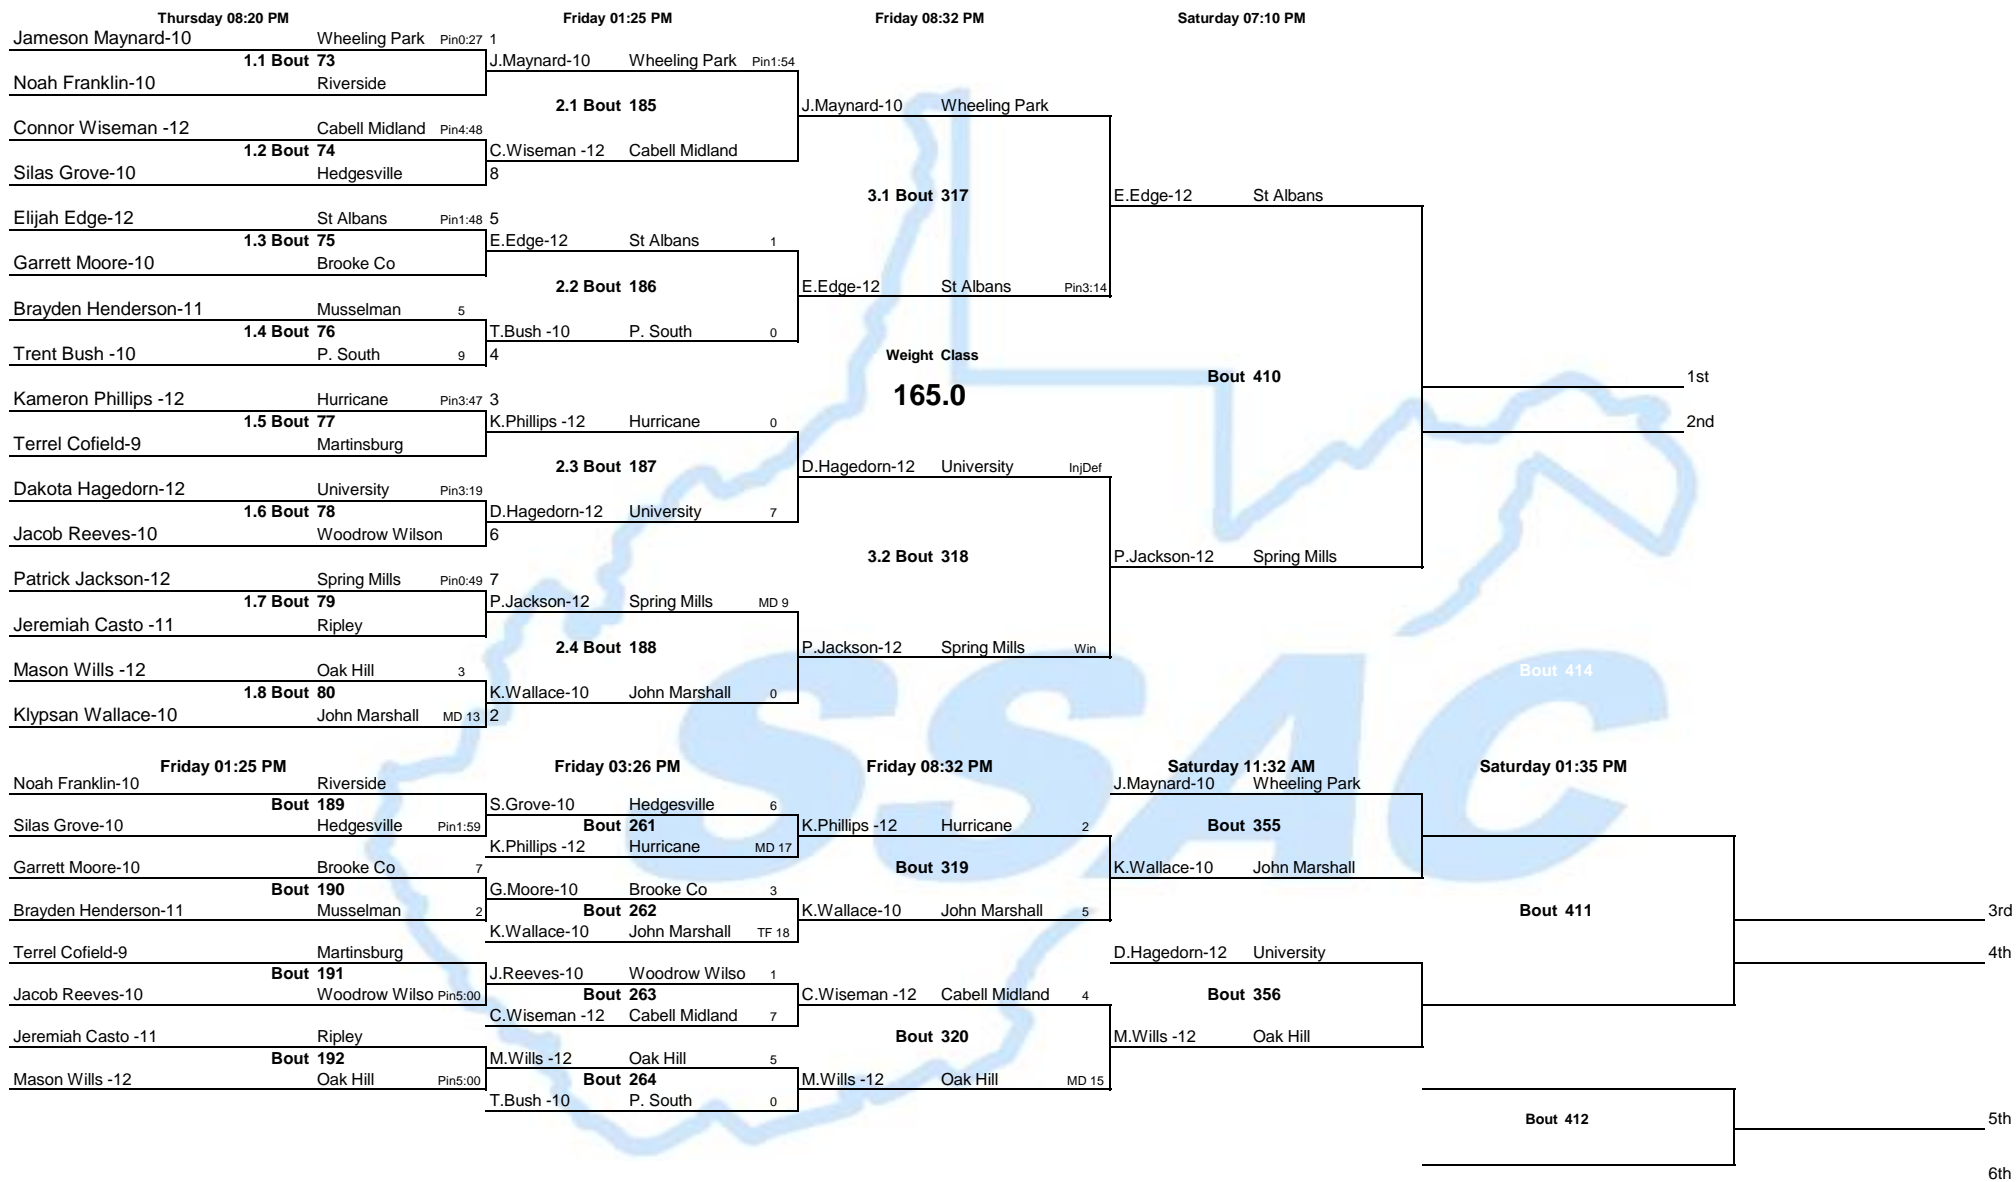 Thursday 08:20 PM Friday 01:25 PM Friday 08:32 PM Saturday 07:10 PM
Jameson Maynard-10 Wheeling Park Pin0:27 1
1.1 Bout 73 J.Maynard-10 Wheeling Park Pin1:54
Noah Franklin-10 Riverside
2.1 Bout 185 J.Maynard-10 Wheeling Park
Connor Wiseman -12 Cabell Midland Pin4:48
1.2 Bout 74 C.Wiseman -12 Cabell Midland
Silas Grove-10 Hedgesville 8
3.1 Bout 317 E.Edge-12 St Albans
Elijah Edge-12 St Albans Pin1:48 5
1.3 Bout 75 E.Edge-12 St Albans 1
Garrett Moore-10 Brooke Co
2.2 Bout 186 E.Edge-12 St Albans Pin3:14
Brayden Henderson-11 Musselman 5
1.4 Bout 76 T.Bush -10 P. South 0
Trent Bush -10 P. South 9 4
Weight Class
Bout 410 1st
165.0
Kameron Phillips -12 Hurricane Pin3:47 3
1.5 Bout 77 K.Phillips -12 Hurricane 0
2nd
Terrel Cofield-9 Martinsburg
2.3 Bout 187 D.Hagedorn-12 University InjDef
Dakota Hagedorn-12 University Pin3:19
1.6 Bout 78 D.Hagedorn-12 University 7
Jacob Reeves-10 Woodrow Wilson 6
3.2 Bout 318 P.Jackson-12 Spring Mills
Patrick Jackson-12 Spring Mills Pin0:49 7
1.7 Bout 79 P.Jackson-12 Spring Mills MD 9
Jeremiah Casto -11 Ripley
2.4 Bout 188 P.Jackson-12 Spring Mills Win
Mason Wills -12 Oak Hill 3
Bout 414
1.8 Bout 80 K.Wallace-10 John Marshall 0
Klypsan Wallace-10 John Marshall MD 13 2
SSAC
Friday 01:25 PM Friday 03:26 PM Friday 08:32 PM Saturday 11:32 AM Saturday 01:35 PM
Noah Franklin-10 Riverside J.Maynard-10 Wheeling Park
Bout 189 S.Grove-10 Hedgesville 6
Silas Grove-10 Hedgesville Pin1:59 Bout 261 K.Phillips -12 Hurricane 2 Bout 355
K.Phillips -12 Hurricane MD 17
Garrett Moore-10 Brooke Co 7 Bout 319 K.Wallace-10 John Marshall
Bout 190 G.Moore-10 Brooke Co 3
Brayden Henderson-11 Musselman 2 Bout 262 K.Wallace-10 John Marshall 5 Bout 411 3rd
K.Wallace-10 John Marshall TF 18
Terrel Cofield-9 Martinsburg D.Hagedorn-12 University 4th
Bout 191 J.Reeves-10 Woodrow Wilso 1
Jacob Reeves-10 Woodrow Wilso Pin5:00 Bout 263 C.Wiseman -12 Cabell Midland 4 Bout 356
C.Wiseman -12 Cabell Midland 7
Jeremiah Casto -11 Ripley Bout 320 M.Wills -12 Oak Hill
Bout 192 M.Wills -12 Oak Hill 5
Mason Wills -12 Oak Hill Pin5:00 Bout 264 M.Wills -12 Oak Hill MD 15
T.Bush -10 P. South 0
Bout 412 5th
6th